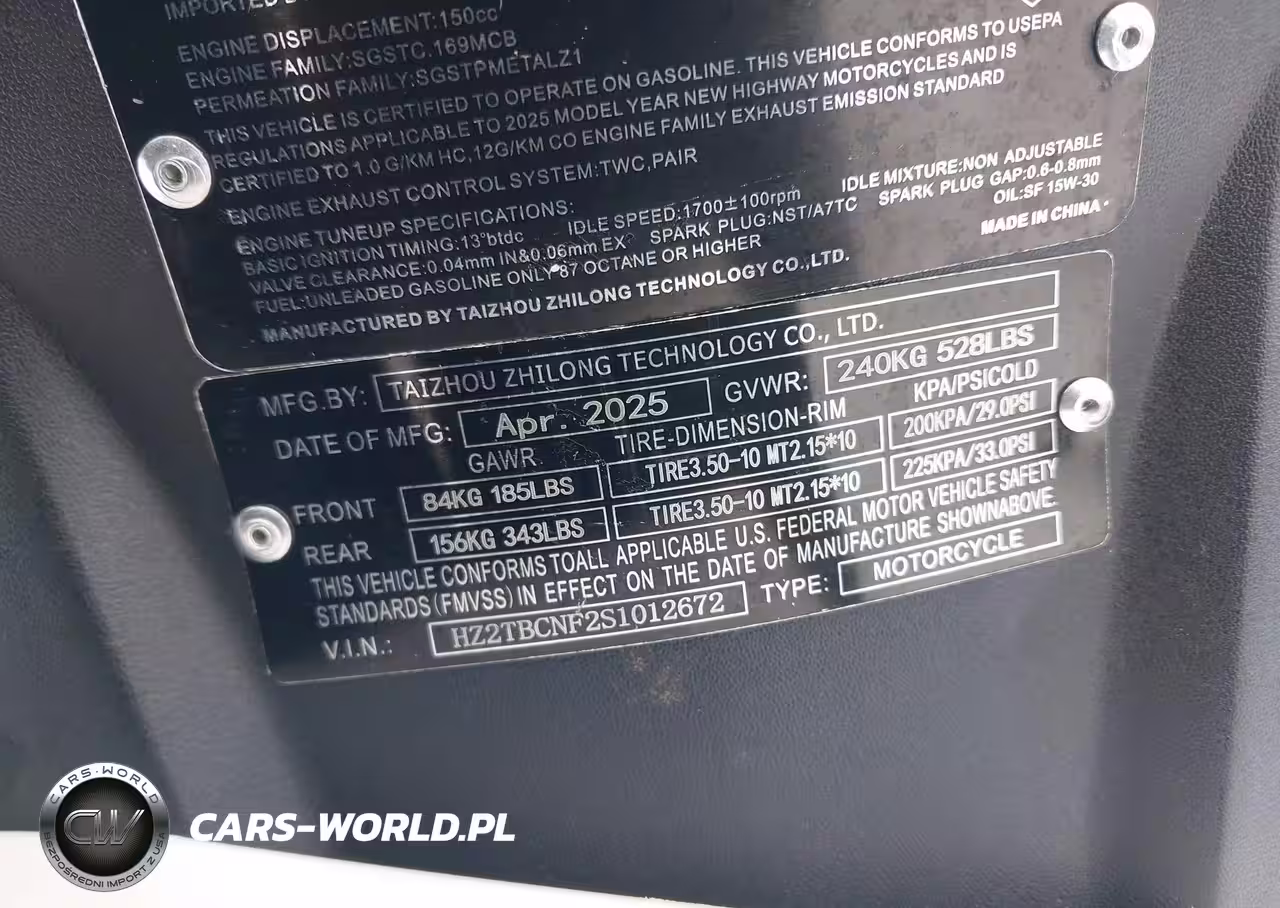 IMPORTED B
ENGINE DISPLACEMENT:150cc
ENGINE FAMILY:SGSTC.169MCB
PERMEATION FAMILY:SGSTPMETALZ1
THIS VEHICLE IS CERTIFIED TO OPERATE ON GASOLINE. THIS VEHICLE CONFORMS TO USEPA
REGULATIONS APPLICABLE TO 2025 MODEL YEAR NEW HIGHWAY MOTORCYCLES AND IS
CERTIFIED TO 1.0 G/KM HC,12G/KM CO ENGINE FAMILY EXHAUST EMISSION STANDARD
ENGINE EXHAUST CONTROL SYSTEM:TWC,PAIR
ENGINE TUNEUP SPECIFICATIONS:
BASIC IGNITION TIMING:13°btdc IDLE SPEED:1700±100rpm IDLE MIXTURE:NON ADJUSTABLE
VALVE CLEARANCE:0.04mm IN&0.06mm EX SPARK PLUG:NST/A7TC SPARK PLUG GAP:0.6-0.8mm
FUEL:UNLEADED GASOLINE ONLY 87 OCTANE OR HIGHER OIL:SF 15W-30
MANUFACTURED BY TAIZHOU ZHILONG TECHNOLOGY CO.,LTD. MADE IN CHINA
MFG.BY: TAIZHOU ZHILONG TECHNOLOGY CO., LTD.
DATE OF MFG: Apr. 2025 GVWR: 240KG 528LBS
GAWR TIRE-DIMENSION-RIM KPA/PSICOLD
FRONT 84KG 185LBS TIRE3.50-10 MT2.15*10 200KPA/29.0PSI
REAR 156KG 343LBS TIRE3.50-10 MT2.15*10 225KPA/33.0PSI
THIS VEHICLE CONFORMS TOALL APPLICABLE U.S. FEDERAL MOTOR VEHICLE SAFETY
STANDARDS (FMVSS) IN EFFECT ON THE DATE OF MANUFACTURE SHOWNABOVE.
V.I.N.: HZ2TBCNF2S1012672 TYPE: MOTORCYCLE
CARS-WORLD
CW
BEZPOŚREDNI IMPORT Z USA
CARS-WORLD.PL